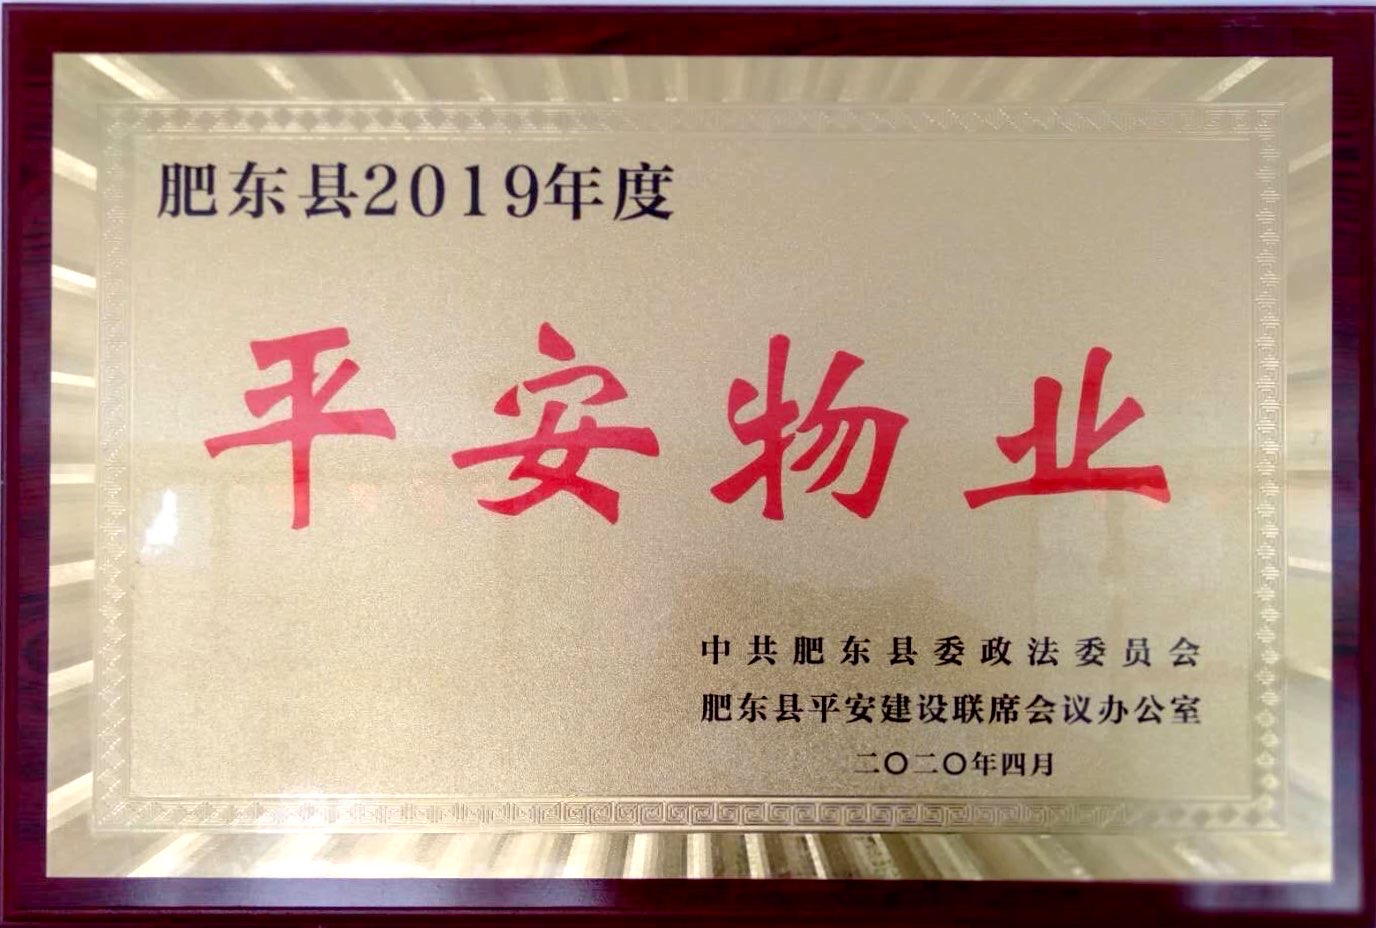 肥东县2019年度
平安物业
中共肥东县委政法委员会
肥东县平安建设联席会议办公室
二〇二〇年四月